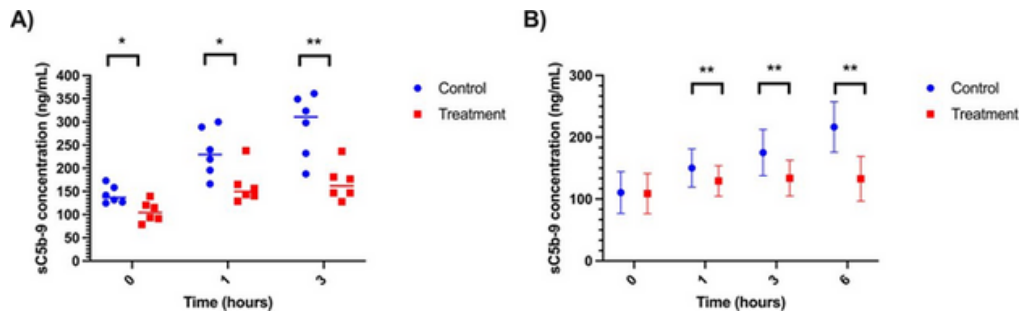 A)
* * **
400
350
300
250
200
150
100
50
0
sC5b-9 concentration (ng/mL)
0 1 3
Time (hours)
Control
Treatment
B)
** ** **
300
200
100
0
sC5b-9 concentration (ng/mL)
0 1 3 6
Time (hours)
Control
Treatment